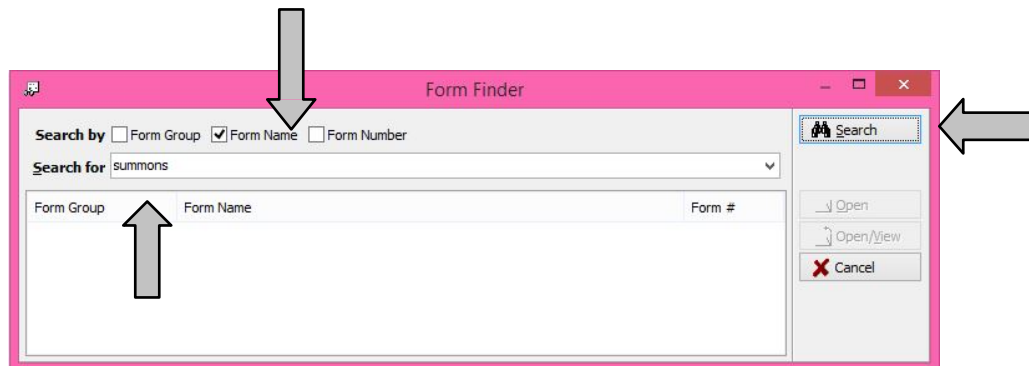 Form Finder
Search by Form Group Form Name Form Number
Search
Search for summons
Form Group Form Name Form #
Open
Open/View
Cancel